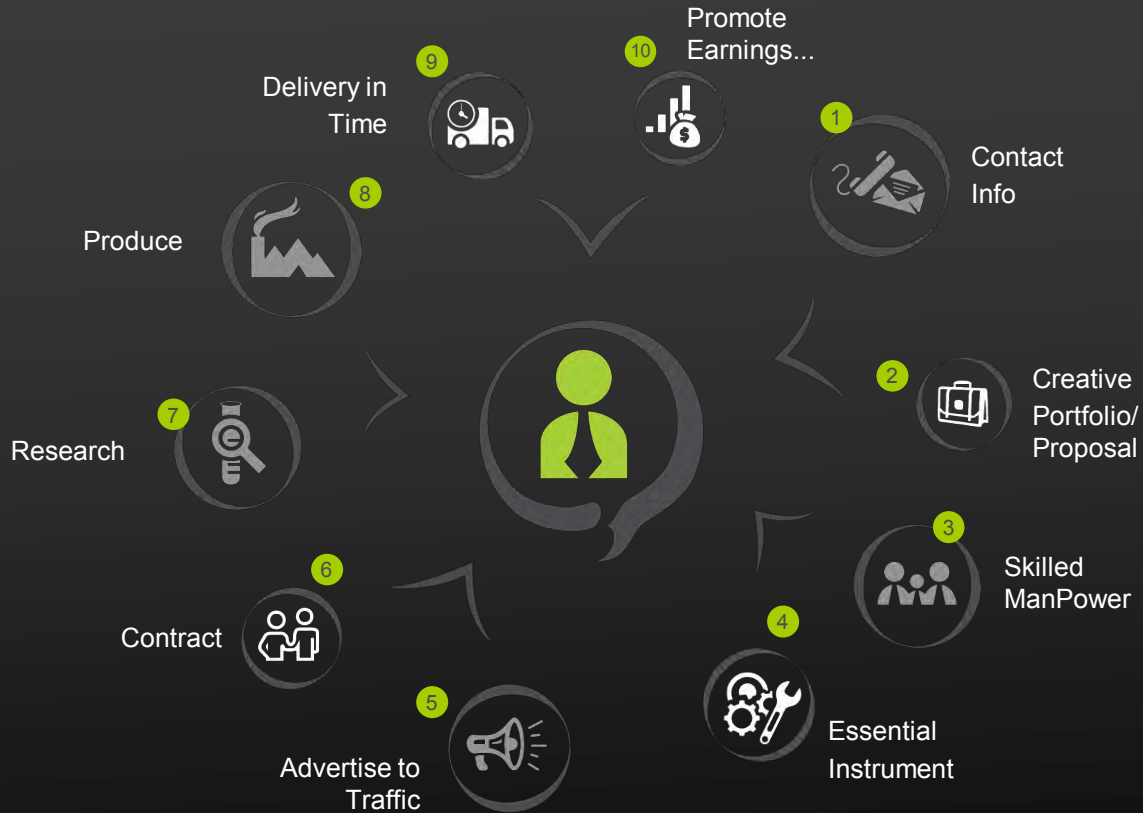 1
Contact
Info
2
Creative
Portfolio/
Proposal
3
Skilled
ManPower
4
Essential
Instrument
5
Advertise to
Traffic
6
Contract
7
Research
8
Produce
9
Delivery in
Time
10
Promote
Earnings...
$